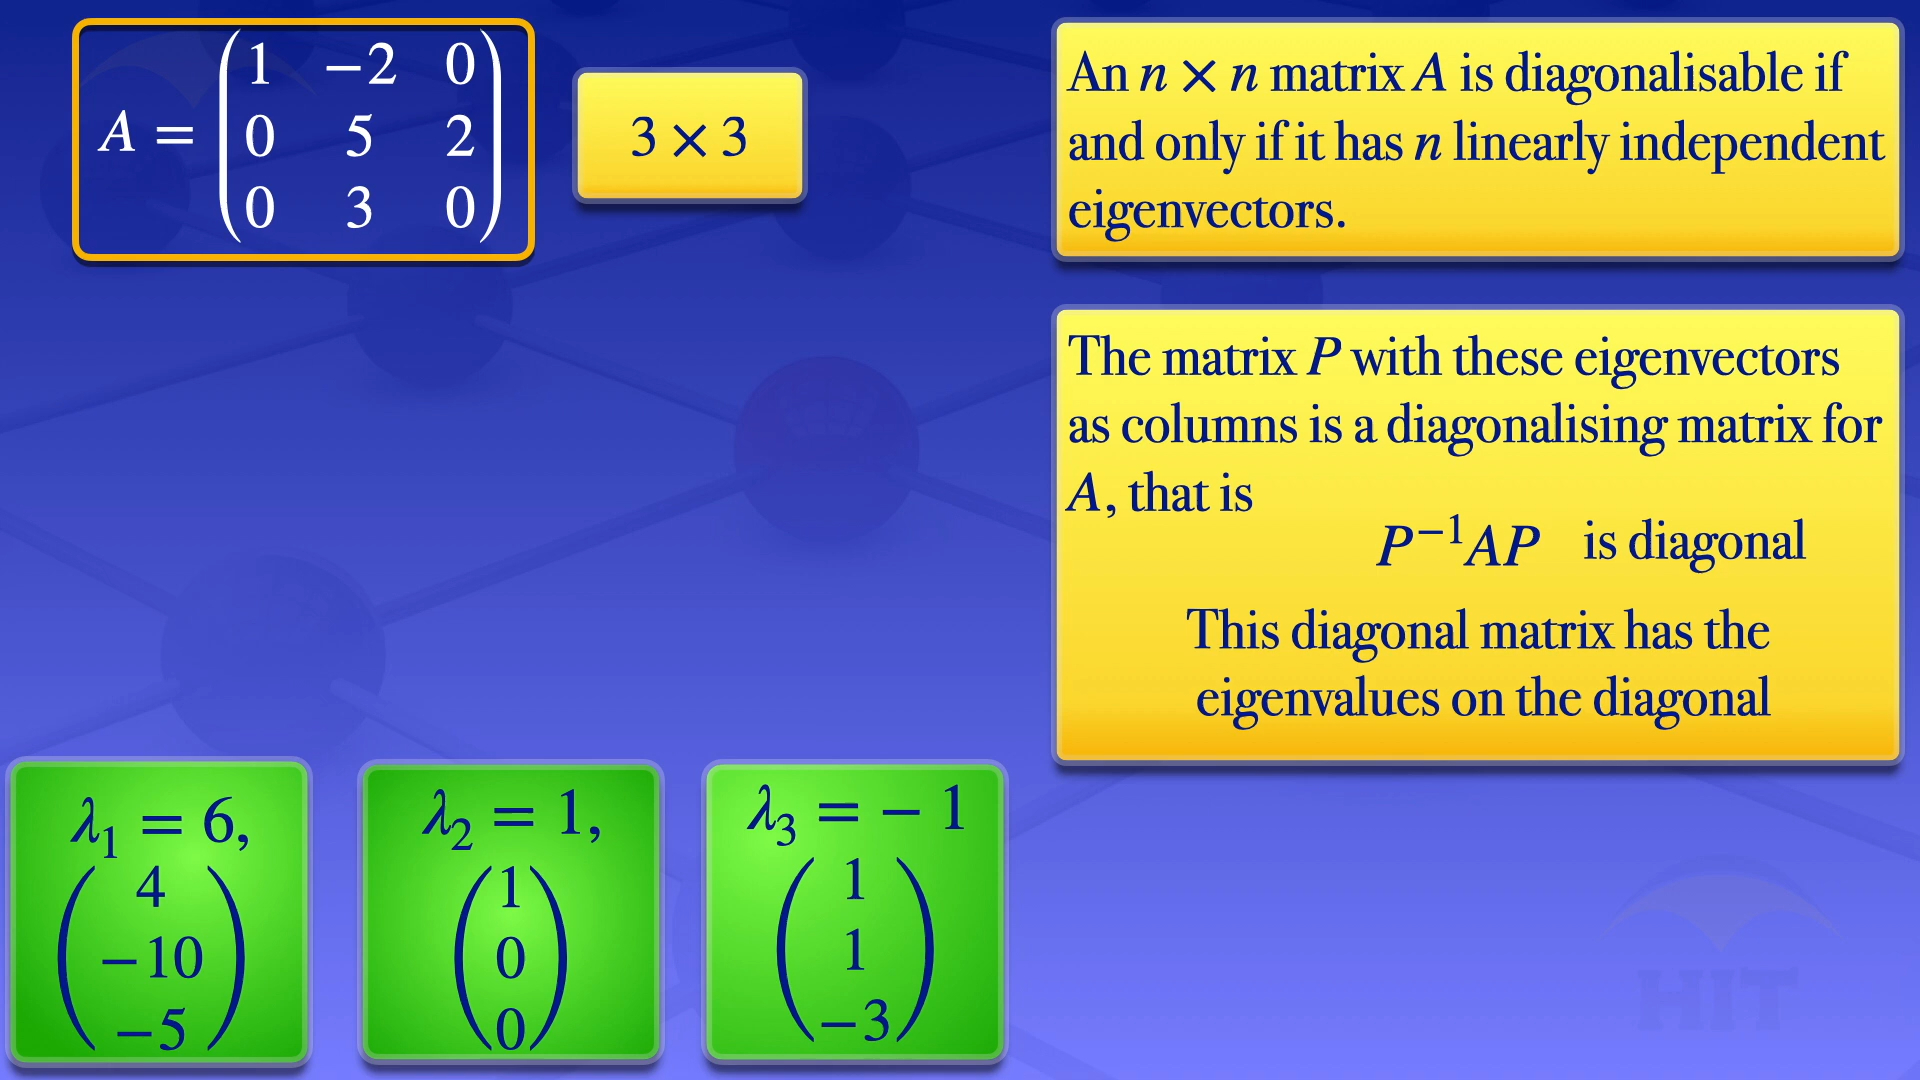 A = (1 −2 0
0 5 2
0 3 0)
3 × 3
An n × n matrix A is diagonalisable if
and only if it has n linearly independent
eigenvectors.
The matrix P with these eigenvectors
as columns is a diagonalising matrix for
A, that is
P⁻¹AP is diagonal
This diagonal matrix has the
eigenvalues on the diagonal
λ₁ = 6,
(4
−10
−5)
λ₂ = 1,
(1
0
0)
λ₃ = − 1
(1
1
−3)
HIT